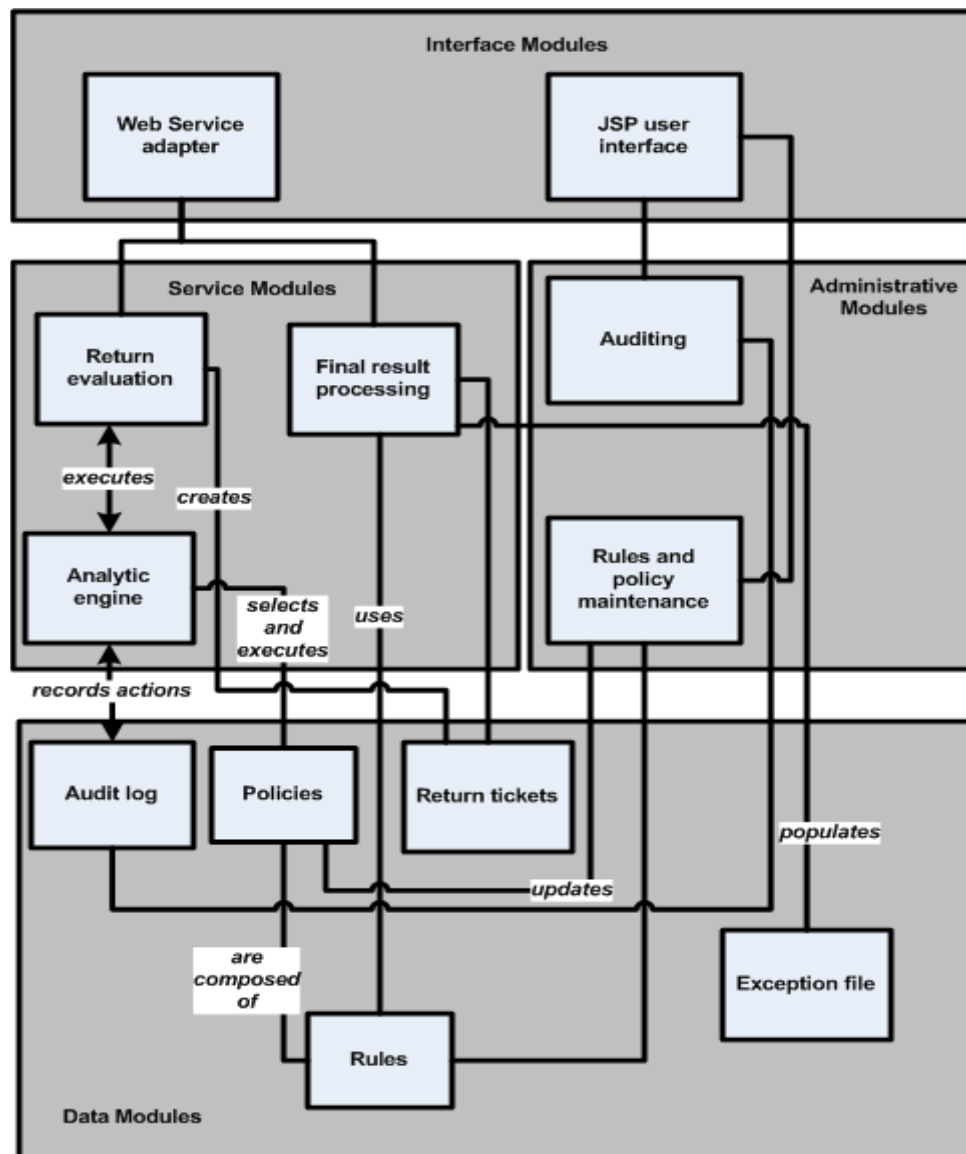 Interface Modules
Web Service
adapter
JSP user
interface
Service Modules
Administrative
Modules
Return
evaluation
Final result
processing
Auditing
executes
creates
Analytic
engine
selects
and
executes
uses
Rules and
policy
maintenance
records actions
Audit log
Policies
Return tickets
populates
updates
are
composed
of
Exception file
Rules
Data Modules